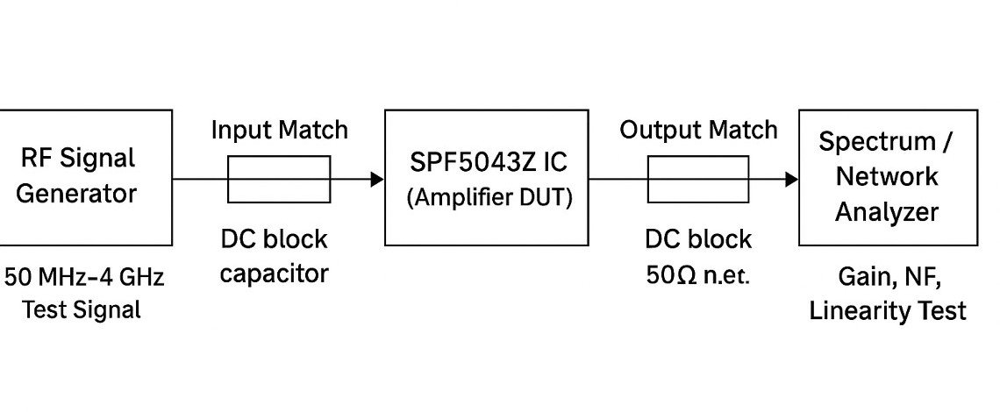 RF Signal
Generator
50 MHz–4 GHz
Test Signal
Input Match
DC block
capacitor
SPF5043Z IC
(Amplifier DUT)
Output Match
DC block
50Ω n.et.
Spectrum /
Network
Analyzer
Gain, NF,
Linearity Test